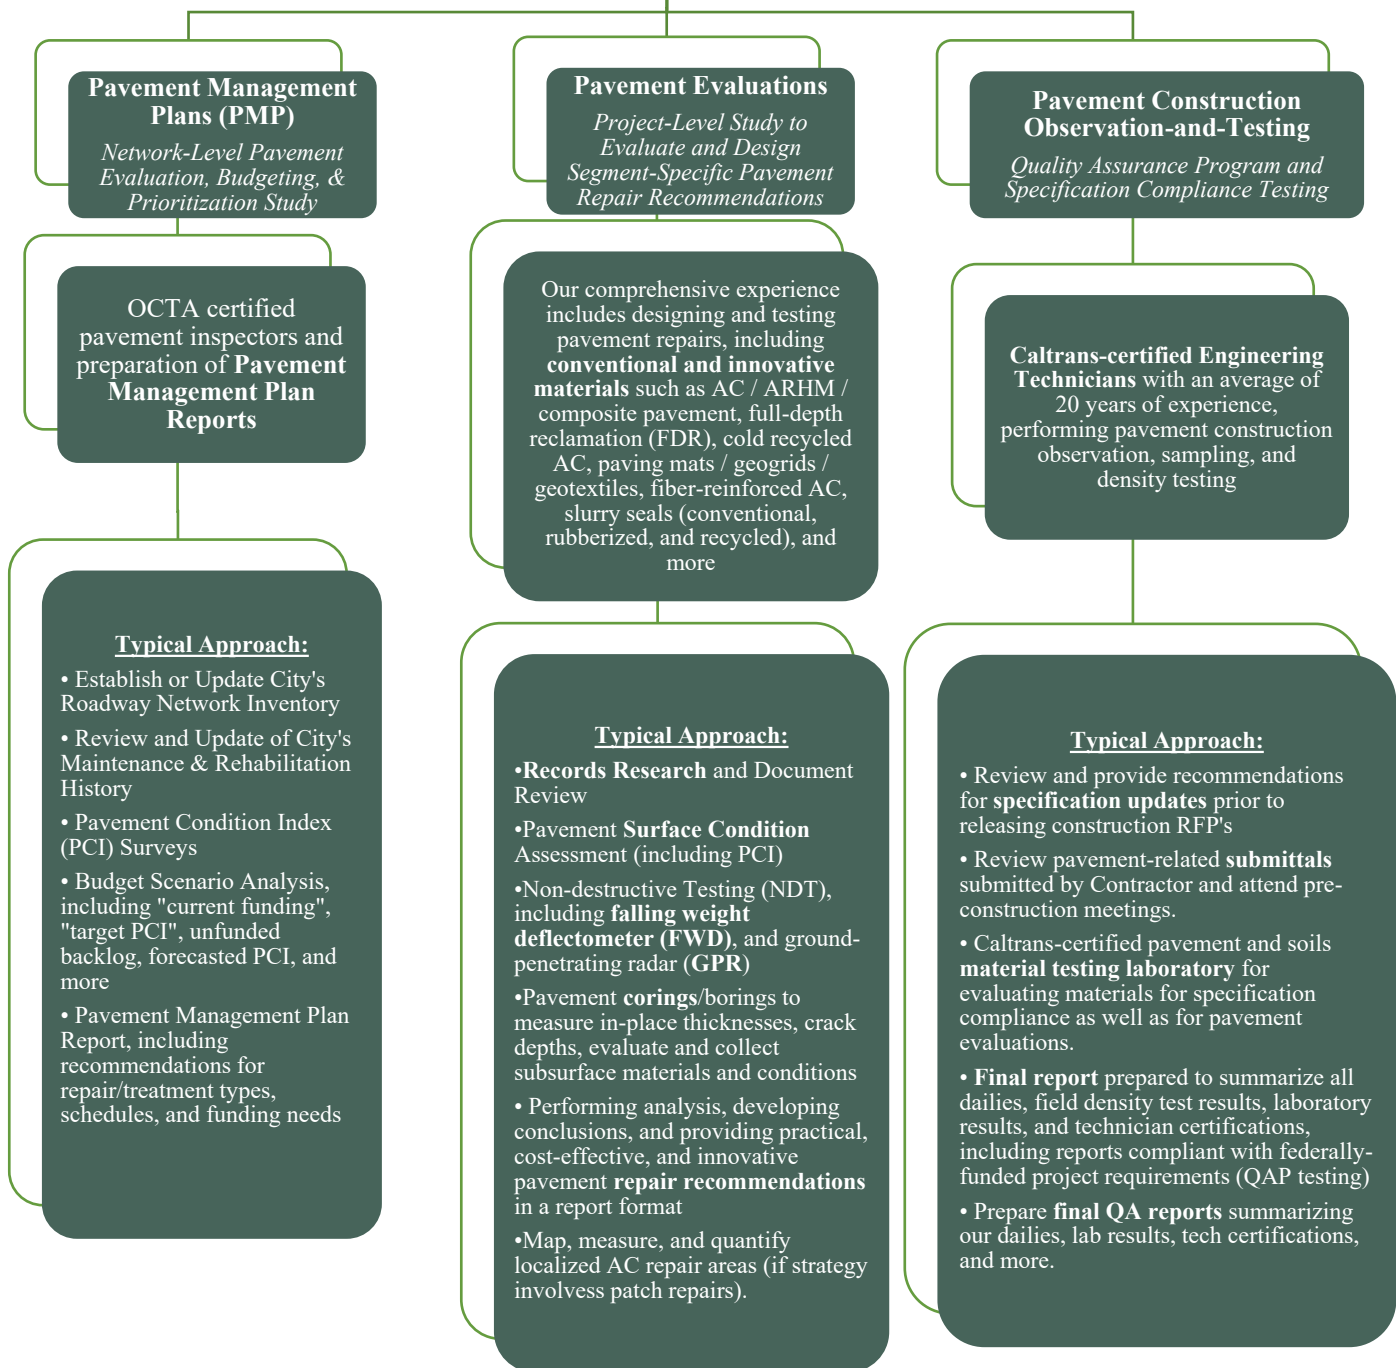 Pavement Management
Plans (PMP)
Network-Level Pavement
Evaluation, Budgeting, &
Prioritization Study
OCTA certified
pavement inspectors and
preparation of Pavement
Management Plan
Reports
Typical Approach:
• Establish or Update City's
Roadway Network Inventory
• Review and Update of City's
Maintenance & Rehabilitation
History
• Pavement Condition Index
(PCI) Surveys
• Budget Scenario Analysis,
including "current funding",
"target PCI", unfunded
backlog, forecasted PCI, and
more
• Pavement Management Plan
Report, including
recommendations for
repair/treatment types,
schedules, and funding needs
Pavement Evaluations
Project-Level Study to
Evaluate and Design
Segment-Specific Pavement
Repair Recommendations
Our comprehensive experience
includes designing and testing
pavement repairs, including
conventional and innovative
materials such as AC / ARHM /
composite pavement, full-depth
reclamation (FDR), cold recycled
AC, paving mats / geogrids /
geotextiles, fiber-reinforced AC,
slurry seals (conventional,
rubberized, and recycled), and
more
Typical Approach:
•Records Research and Document
Review
•Pavement Surface Condition
Assessment (including PCI)
•Non-destructive Testing (NDT),
including falling weight
deflectometer (FWD), and ground-
penetrating radar (GPR)
•Pavement corings/borings to
measure in-place thicknesses, crack
depths, evaluate and collect
subsurface materials and conditions
• Performing analysis, developing
conclusions, and providing practical,
cost-effective, and innovative
pavement repair recommendations
in a report format
•Map, measure, and quantify
localized AC repair areas (if strategy
involvess patch repairs).
Pavement Construction
Observation-and-Testing
Quality Assurance Program and
Specification Compliance Testing
Caltrans-certified Engineering
Technicians with an average of
20 years of experience,
performing pavement construction
observation, sampling, and
density testing
Typical Approach:
• Review and provide recommendations
for specification updates prior to
releasing construction RFP's
• Review pavement-related submittals
submitted by Contractor and attend pre-
construction meetings.
• Caltrans-certified pavement and soils
material testing laboratory for
evaluating materials for specification
compliance as well as for pavement
evaluations.
• Final report prepared to summarize all
dailies, field density test results, laboratory
results, and technician certifications,
including reports compliant with federally-
funded project requirements (QAP testing)
• Prepare final QA reports summarizing
our dailies, lab results, tech certifications,
and more.